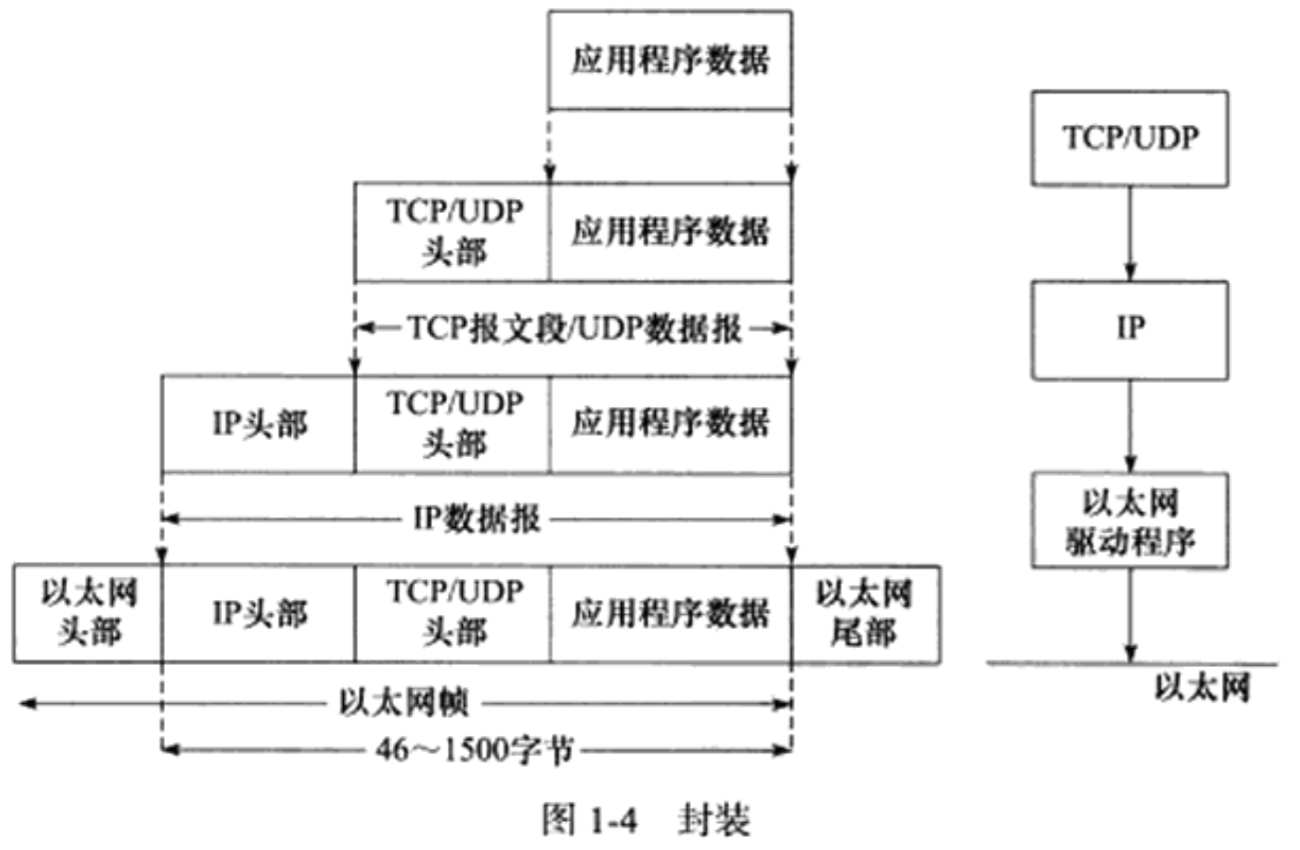 应用程序数据
TCP/UDP
头部
应用程序数据
TCP报文段/UDP数据报
IP头部
TCP/UDP
头部
应用程序数据
IP数据报
以太网
头部
IP头部
TCP/UDP
头部
应用程序数据
以太网
尾部
以太网帧
46～1500字节
TCP/UDP
IP
以太网
驱动程序
以太网
图 1-4 封装